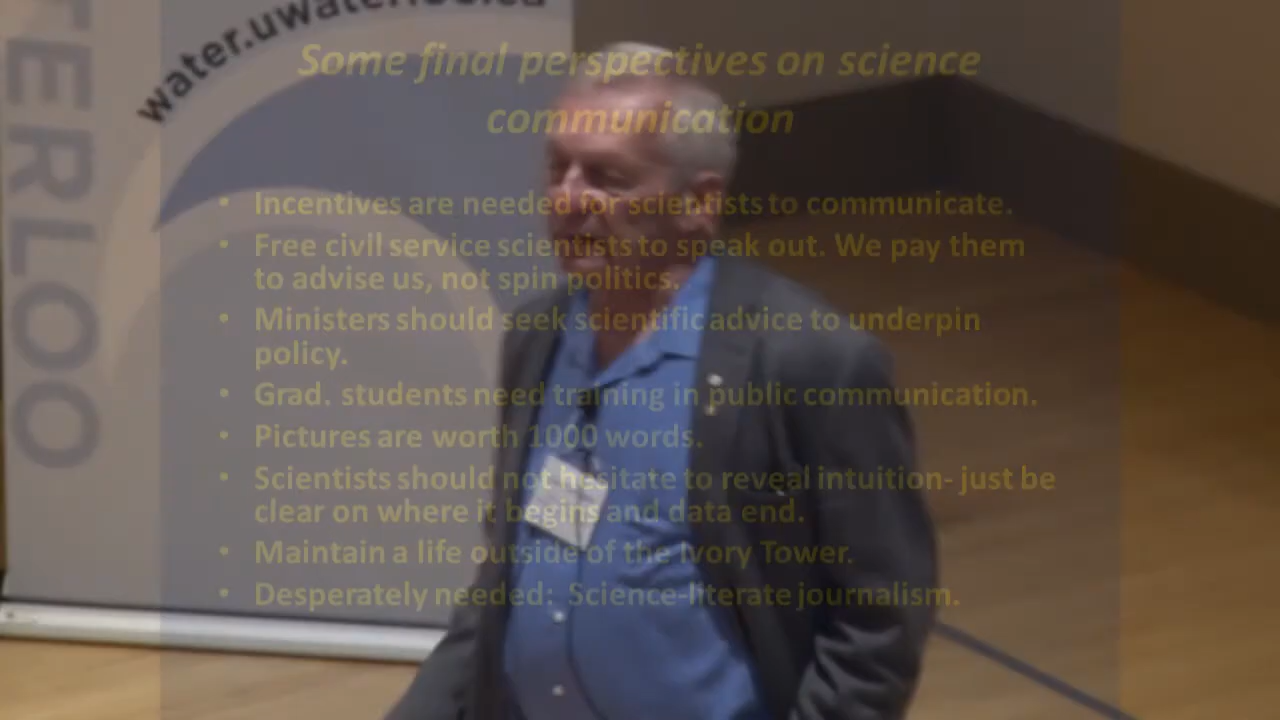 water.uwaterloo.ca
TERLOO
Some final perspectives on science
communication
• Incentives are needed for scientists to communicate.
• Free civil service scientists to speak out. We pay them
to advise us, not spin politics.
• Ministers should seek scientific advice to underpin
policy.
• Grad. students need training in public communication.
• Pictures are worth 1000 words.
• Scientists should not hesitate to reveal intuition- just be
clear on where it begins and data end.
• Maintain a life outside of the Ivory Tower.
• Desperately needed: Science-literate journalism.